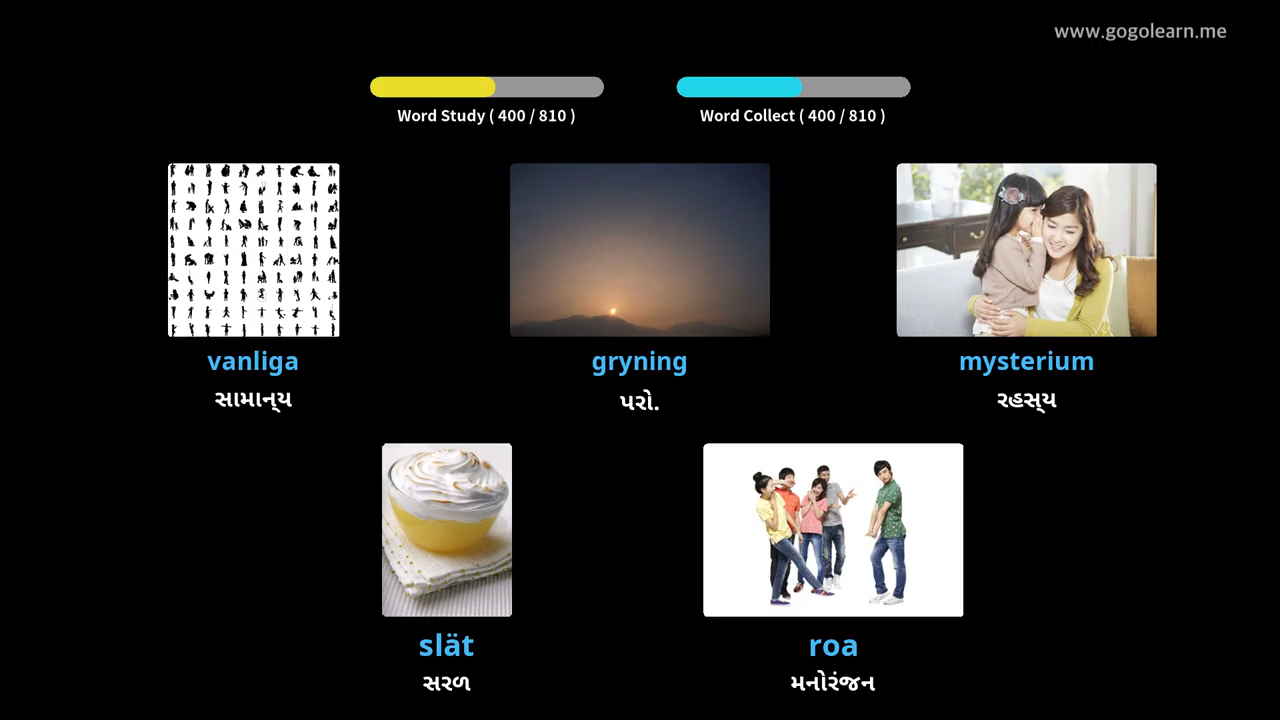 www.gogolearn.me
Word Study ( 400 / 810 )
Word Collect ( 400 / 810 )
vanliga
સામાન્ય
gryning
પરો.
mysterium
રહસ્ય
slät
સરળ
roa
મનોરંજન